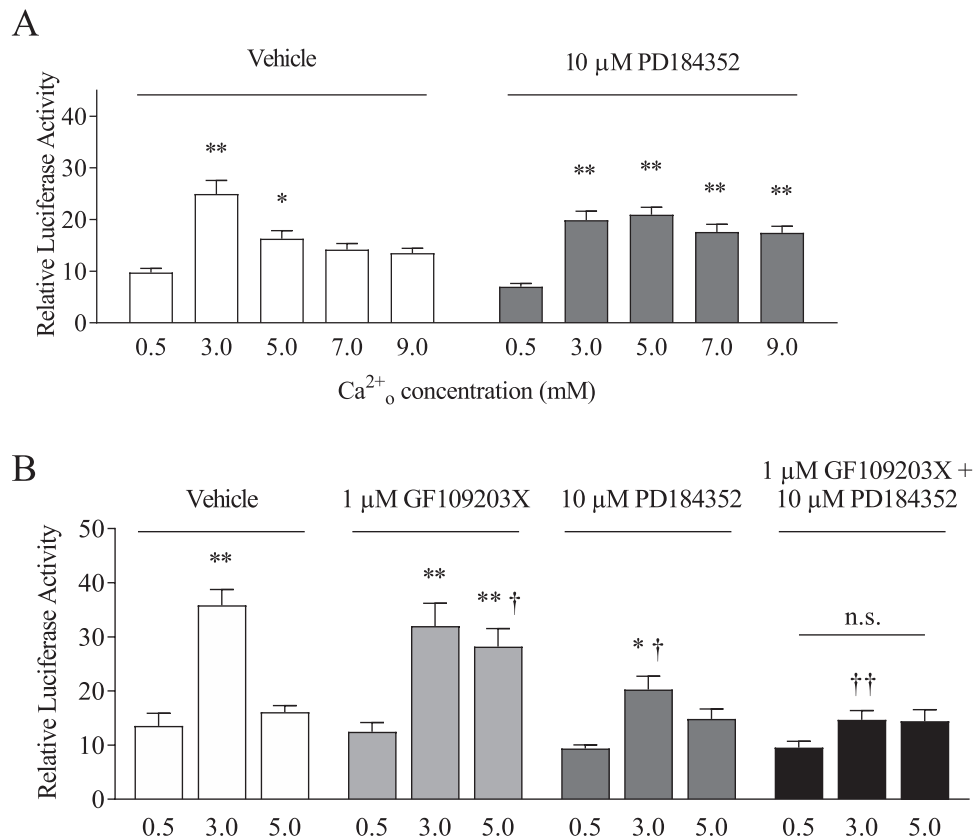 A
Vehicle
10 μM PD184352
Relative Luciferase Activity
40
30
20
10
0
**
*
**
**
**
**
0.5 3.0 5.0 7.0 9.0 0.5 3.0 5.0 7.0 9.0
Ca²⁺ₒ concentration (mM)
B
Vehicle
1 μM GF109203X
10 μM PD184352
1 μM GF109203X +
10 μM PD184352
Relative Luciferase Activity
50
40
30
20
10
0
**
**
** †
* †
n.s.
††
0.5 3.0 5.0 0.5 3.0 5.0 0.5 3.0 5.0 0.5 3.0 5.0